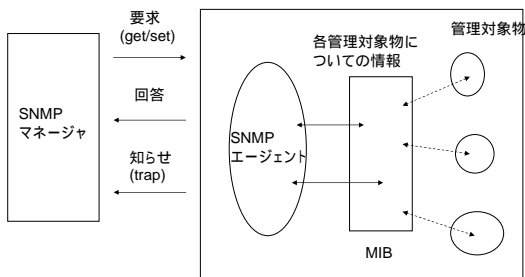 要求
(get/set)
回答
知らせ
(trap)
SNMP
マネージャ
各管理対象物に
ついての情報
管理対象物
SNMP
エージェント
MIB